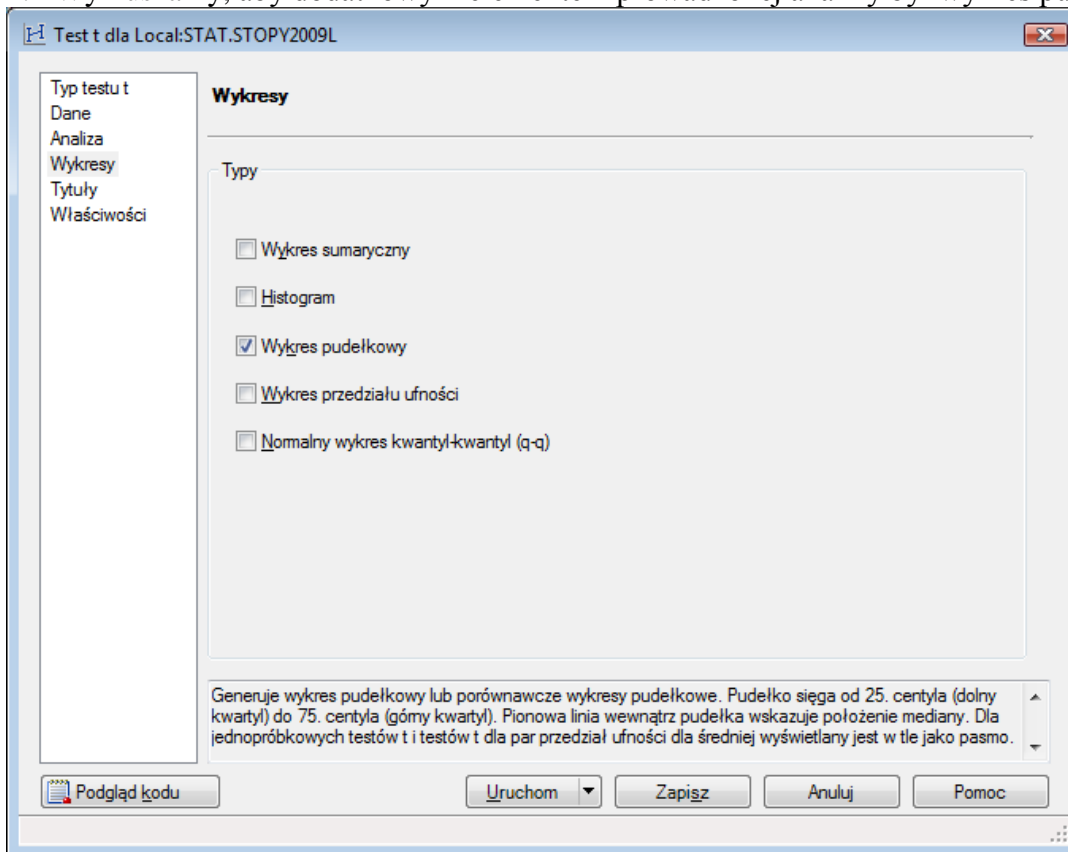 Test t dla Local:STAT.STOPY2009L
Typ testu t
Dane
Analiza
Wykresy
Tytuły
Właściwości
Wykresy
Typy
Wykres sumaryczny
Histogram
Wykres pudełkowy
Wykres przedziału ufności
Normalny wykres kwantyl-kwantyl (q-q)
Generuje wykres pudełkowy lub porównawcze wykresy pudełkowe. Pudełko sięga od 25. centyla (dolny
kwartyl) do 75. centyla (górny kwartyl). Pionowa linia wewnątrz pudełka wskazuje położenie mediany. Dla
jednopróbkowych testów t i testów t dla par przedział ufności dla średniej wyświetlany jest w tle jako pasmo.
Podgląd kodu
Uruchom
Zapisz
Anuluj
Pomoc